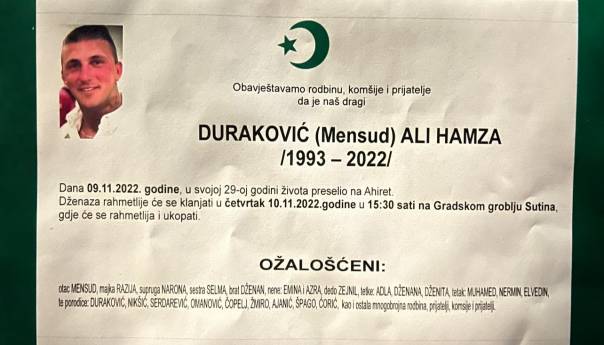 Obavještavamo rodbinu, komšije i prijatelje
da je naš dragi
DURAKOVIĆ (Mensud) ALI HAMZA
/1993 – 2022/
Dana 09.11.2022. godine, u svojoj 29-oj godini života preselio na Ahiret.
Dženaza rahmetlije će se klanjati u četvrtak 10.11.2022.godine u 15:30 sati na Gradskom groblju Sutina,
gdje će se rahmetlija i ukopati.
OŽALOŠĆENI:
otac MENSUD, majka RAZIJA, supruga NARONA, sestra SELMA, brat DŽENAN, nene: EMINA i AZRA, dedo ZEJNIL, tetke: ADLA, DŽENANA, DŽENITA, tetak: MUHAMED, NERMIN, ELVEDIN,
te porodice: DURAKOVIĆ, NIKŠIĆ, SERDAREVIĆ, OMANOVIĆ, ČOPELJ, ŽMIRO, AJANIĆ, ŠPAGO, ĆORIĆ, kao i ostala mnogobrojna rodbina, prijatelji, komšije i prijatelji.